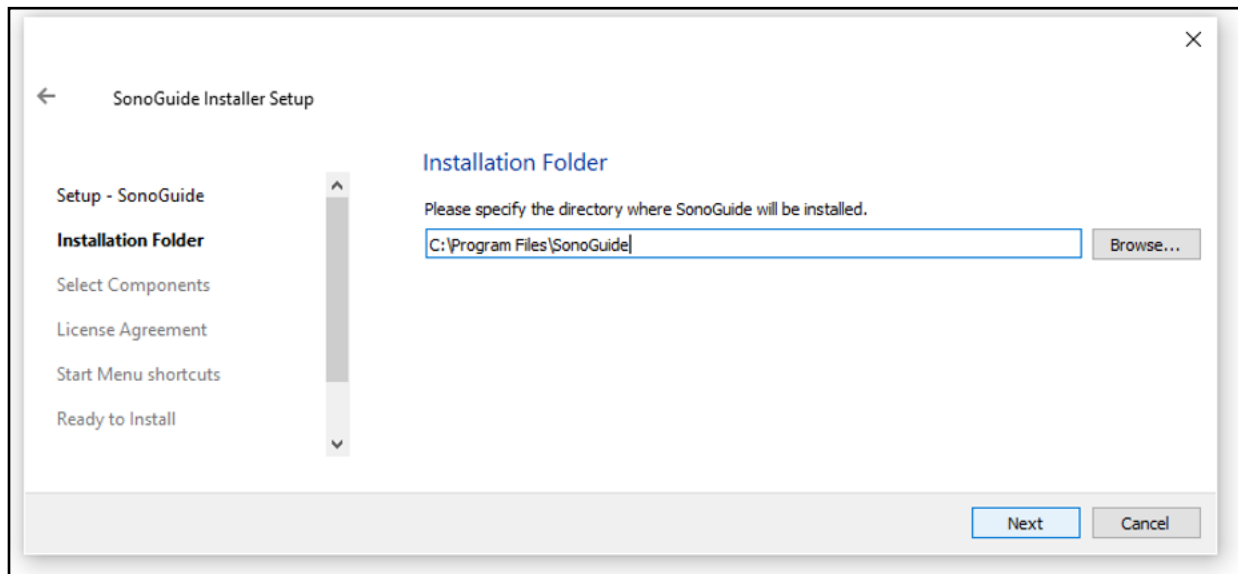 SonoGuide Installer Setup
Installation Folder
Setup - SonoGuide
Please specify the directory where SonoGuide will be installed.
Installation Folder
C:\Program Files\SonoGuide
Browse...
Select Components
License Agreement
Start Menu shortcuts
Ready to Install
Next
Cancel